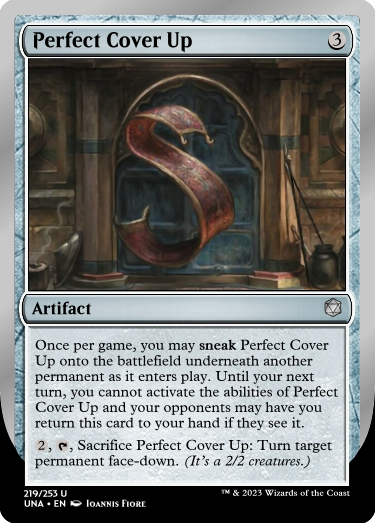 Perfect Cover Up 3
Artifact
Once per game, you may sneak Perfect Cover
Up onto the battlefield underneath another
permanent as it enters play. Until your next
turn, you cannot activate the abilities of Perfect
Cover Up and your opponents may have you
return this card to your hand if they see it.
2, , Sacrifice Perfect Cover Up: Turn target
permanent face-down. (It's a 2/2 creatures.)
219/253 U
UNA • EN Ioannis Fiore
™ & 2023 Wizards of the Coast